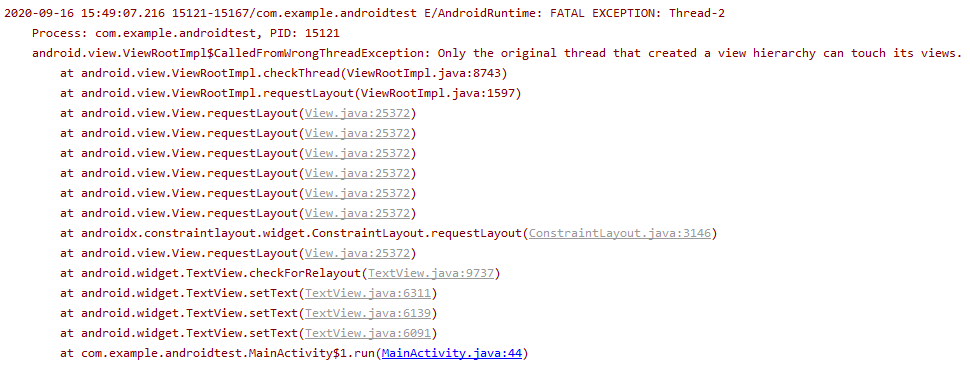 2020-09-16 15:49:07.216 15121-15167/com.example.androidtest E/AndroidRuntime: FATAL EXCEPTION: Thread-2
Process: com.example.androidtest, PID: 15121
android.view.ViewRootImpl$CalledFromWrongThreadException: Only the original thread that created a view hierarchy can touch its views.
at android.view.ViewRootImpl.checkThread(ViewRootImpl.java:8743)
at android.view.ViewRootImpl.requestLayout(ViewRootImpl.java:1597)
at android.view.View.requestLayout(View.java:25372)
at android.view.View.requestLayout(View.java:25372)
at android.view.View.requestLayout(View.java:25372)
at android.view.View.requestLayout(View.java:25372)
at android.view.View.requestLayout(View.java:25372)
at android.view.View.requestLayout(View.java:25372)
at androidx.constraintlayout.widget.ConstraintLayout.requestLayout(ConstraintLayout.java:3146)
at android.view.View.requestLayout(View.java:25372)
at android.widget.TextView.checkForRelayout(TextView.java:9737)
at android.widget.TextView.setText(TextView.java:6311)
at android.widget.TextView.setText(TextView.java:6139)
at android.widget.TextView.setText(TextView.java:6091)
at com.example.androidtest.MainActivity$1.run(MainActivity.java:44)